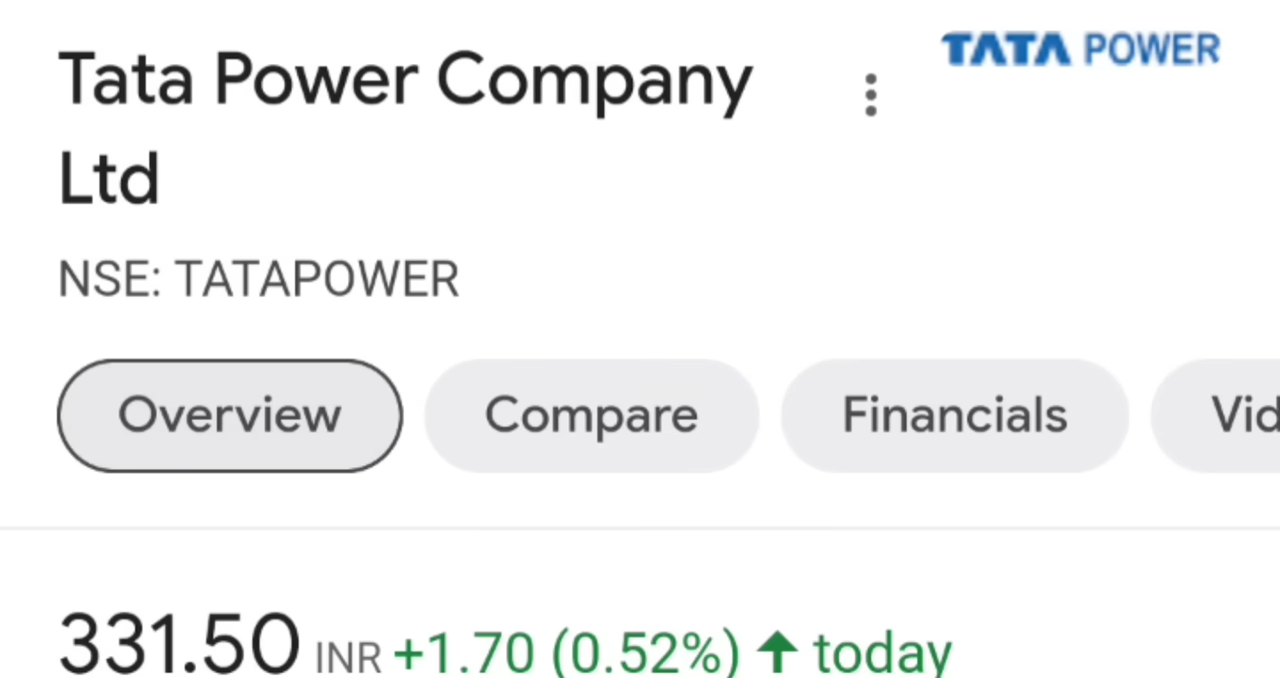 Tata Power Company
Ltd
TATA POWER
NSE: TATAPOWER
Overview Compare Financials Vid
331.50 INR +1.70 (0.52%) ↑ today